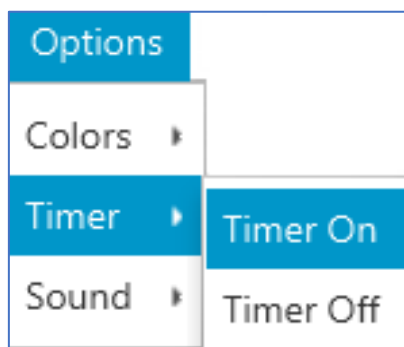 Options
Colors
Timer
Timer On
Sound
Timer Off